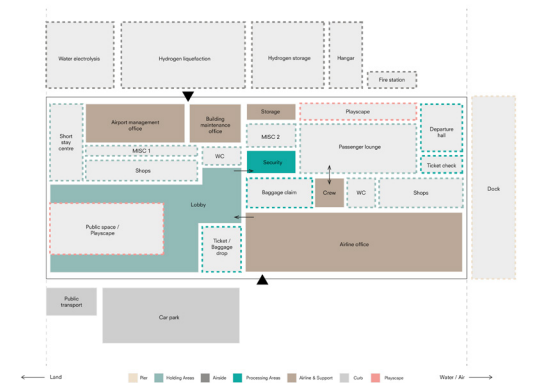 Water electrolysis
Hydrogen liquefaction
Hydrogen storage
Hangar
Fire station
Short
stay
centre
Airport management
office
Building
maintenance
office
Storage
Playscape
Departure
hall
MISC 1
WC
MISC 2
Passenger lounge
Shops
Security
Ticket check
Lobby
Baggage claim
Crew
WC
Shops
Dock
Public space /
Playscape
Ticket /
Baggage
drop
Airline office
Public
transport
Car park
Land
Pier
Holding Areas
Airside
Processing Areas
Airline & Support
Curb
Playscape
Water / Air